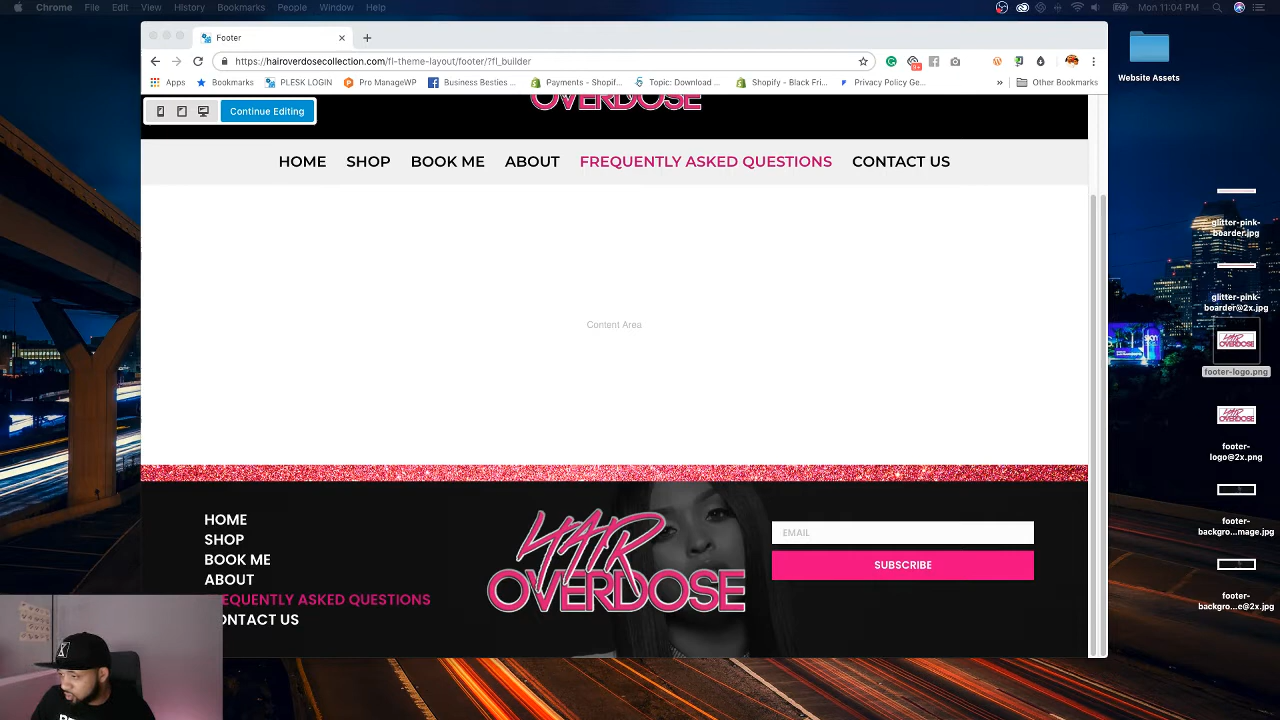 Chrome File Edit View History Bookmarks People Window Help
Mon 11:04 PM
Footer
https://hairoverdosecollection.com/fl-theme-layout/footer/?fl_builder
Apps Bookmarks PLESK LOGIN Pro ManageWP Business Besties ... Payments - Shopif... Topic: Download ... Shopify - Black Fri... Privacy Policy Ge... » Other Bookmarks
Website Assets
OVERDOSE
Continue Editing
HOME SHOP BOOK ME ABOUT FREQUENTLY ASKED QUESTIONS CONTACT US
Content Area
glitter-pink-
boarder.jpg
glitter-pink-
boarder@2x.jpg
HAIR
OVERDOSE
footer-logo.png
HAIR
OVERDOSE
footer-
logo@2x.png
footer-
backgro...mage.jpg
footer-
backgro...e@2x.jpg
HOME
SHOP
BOOK ME
ABOUT
EQUENTLY ASKED QUESTIONS
ONTACT US
HAIR
OVERDOSE
EMAIL
SUBSCRIBE